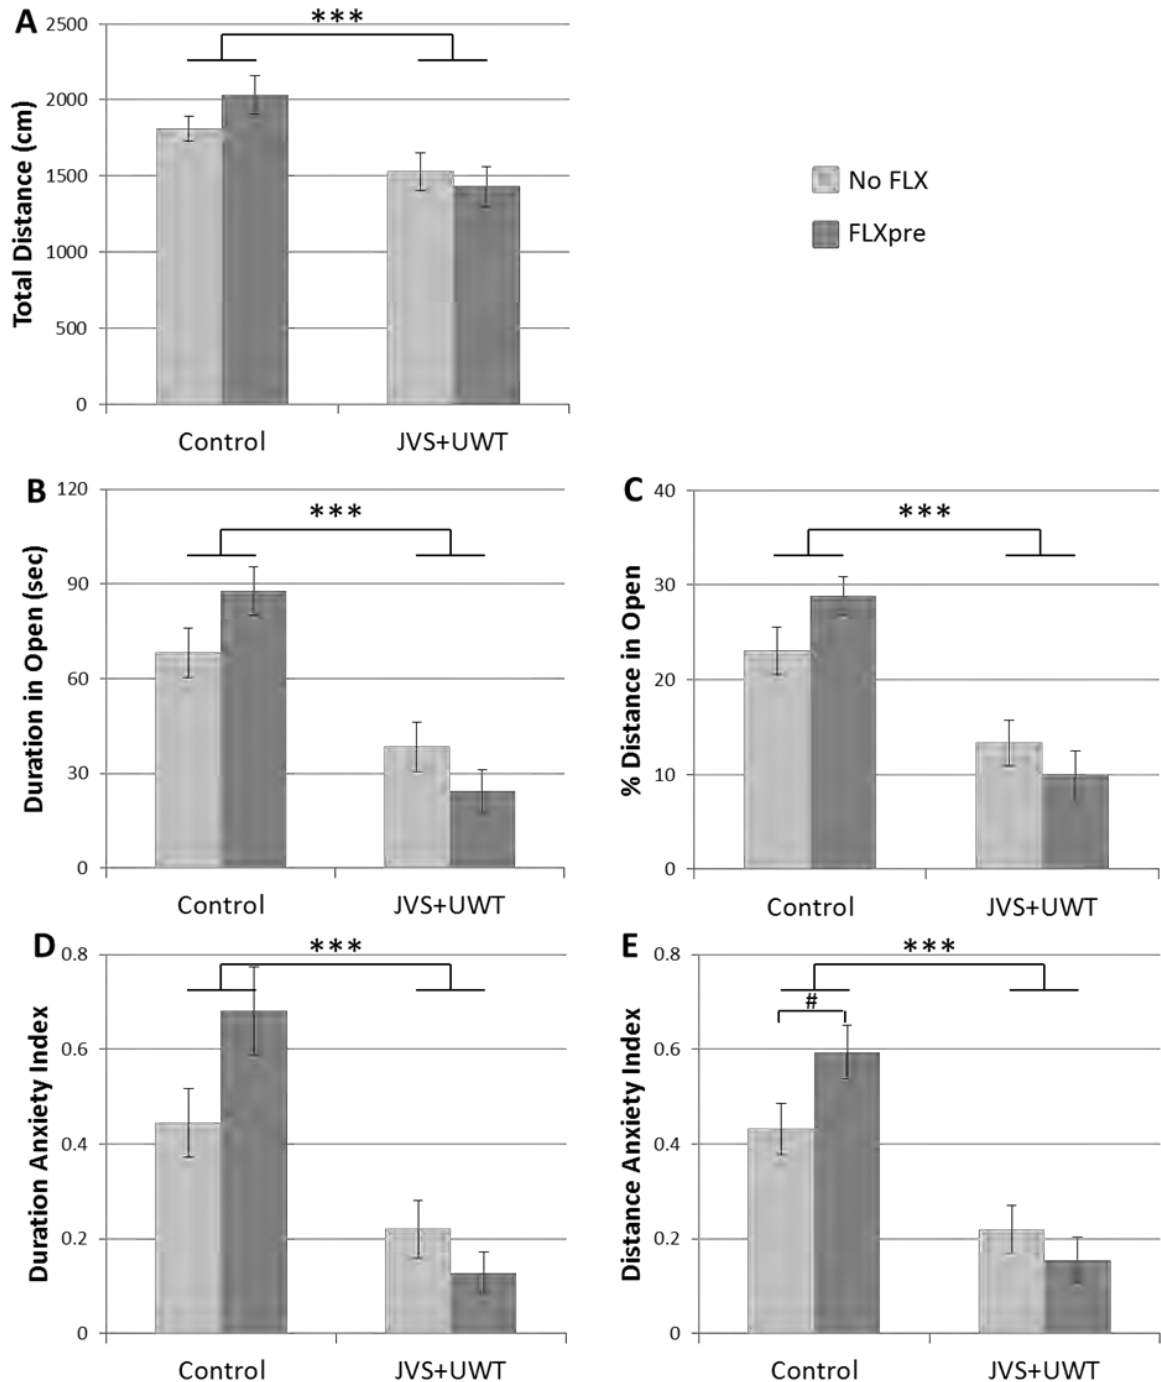 A
***
2500
2000
1500
1000
500
0
Total Distance (cm)
Control JVS+UWT
No FLX
FLXpre
B
***
120
90
60
30
0
Duration in Open (sec)
Control JVS+UWT
C
***
40
30
20
10
0
% Distance in Open
Control JVS+UWT
D
***
0.8
0.6
0.4
0.2
0
Duration Anxiety Index
Control JVS+UWT
E
***
#
0.8
0.6
0.4
0.2
0
Distance Anxiety Index
Control JVS+UWT